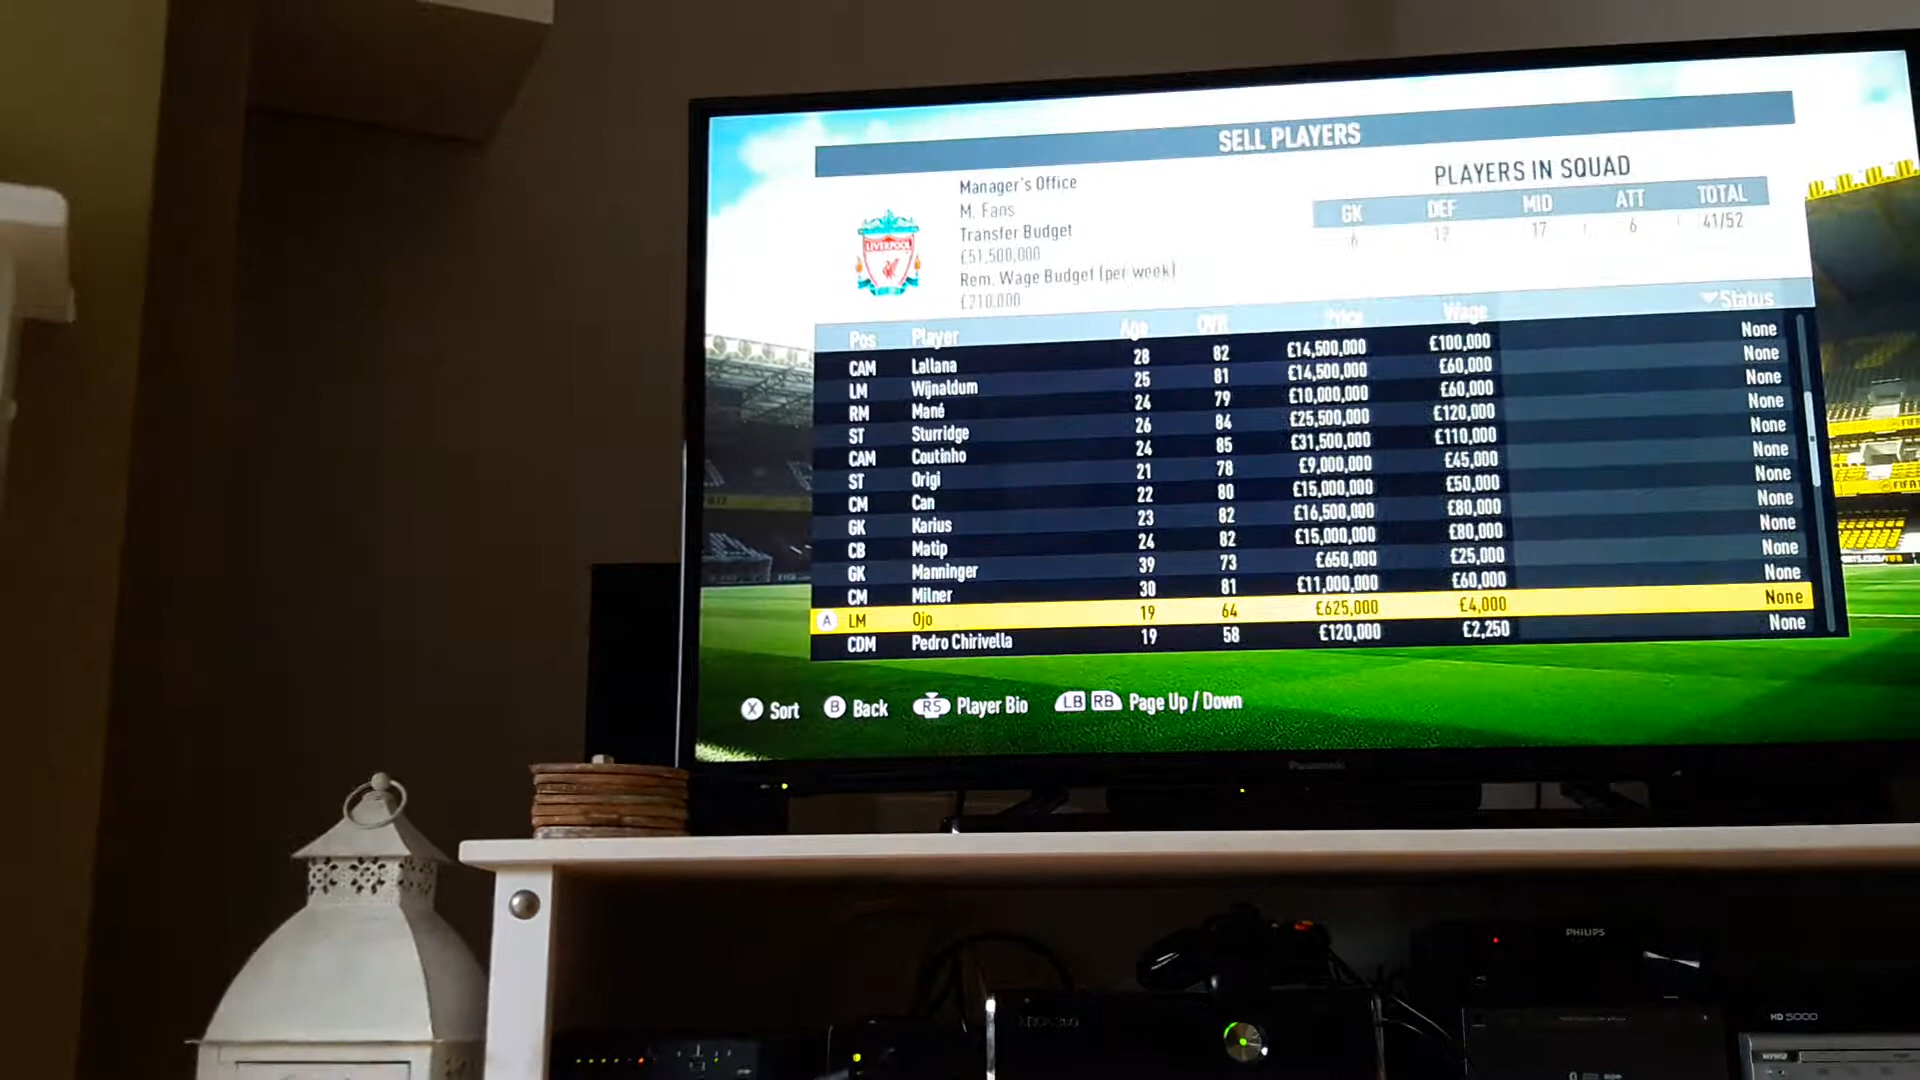 SELL PLAYERS
LIVERPOOL
Manager's Office
M. Fans
Transfer Budget
£51,500,000
Rem. Wage Budget (per week)
£210,000
PLAYERS IN SQUAD
GK DEF MID ATT TOTAL
6 12 17 6 41/52
Pos Player Age OVR Price Wage Status
CAM Lallana 28 82 £14,500,000 £100,000 None
LM Wijnaldum 25 81 £14,500,000 £60,000 None
RM Mané 24 79 £10,000,000 £60,000 None
ST Sturridge 26 84 £25,500,000 £120,000 None
CAM Coutinho 24 85 £31,500,000 £110,000 None
ST Origi 21 78 £9,000,000 £45,000 None
CM Can 22 80 £15,000,000 £50,000 None
GK Karius 23 82 £16,500,000 £80,000 None
CB Matip 24 82 £15,000,000 £80,000 None
GK Manninger 39 73 £650,000 £25,000 None
CM Milner 30 81 £11,000,000 £60,000 None
A LM Ojo 19 64 £625,000 £4,000 None
CDM Pedro Chirivella 19 58 £120,000 £2,250 None
X Sort B Back RS Player Bio LB RB Page Up / Down
Panasonic
PHILIPS
XBOX 360
HD 5000